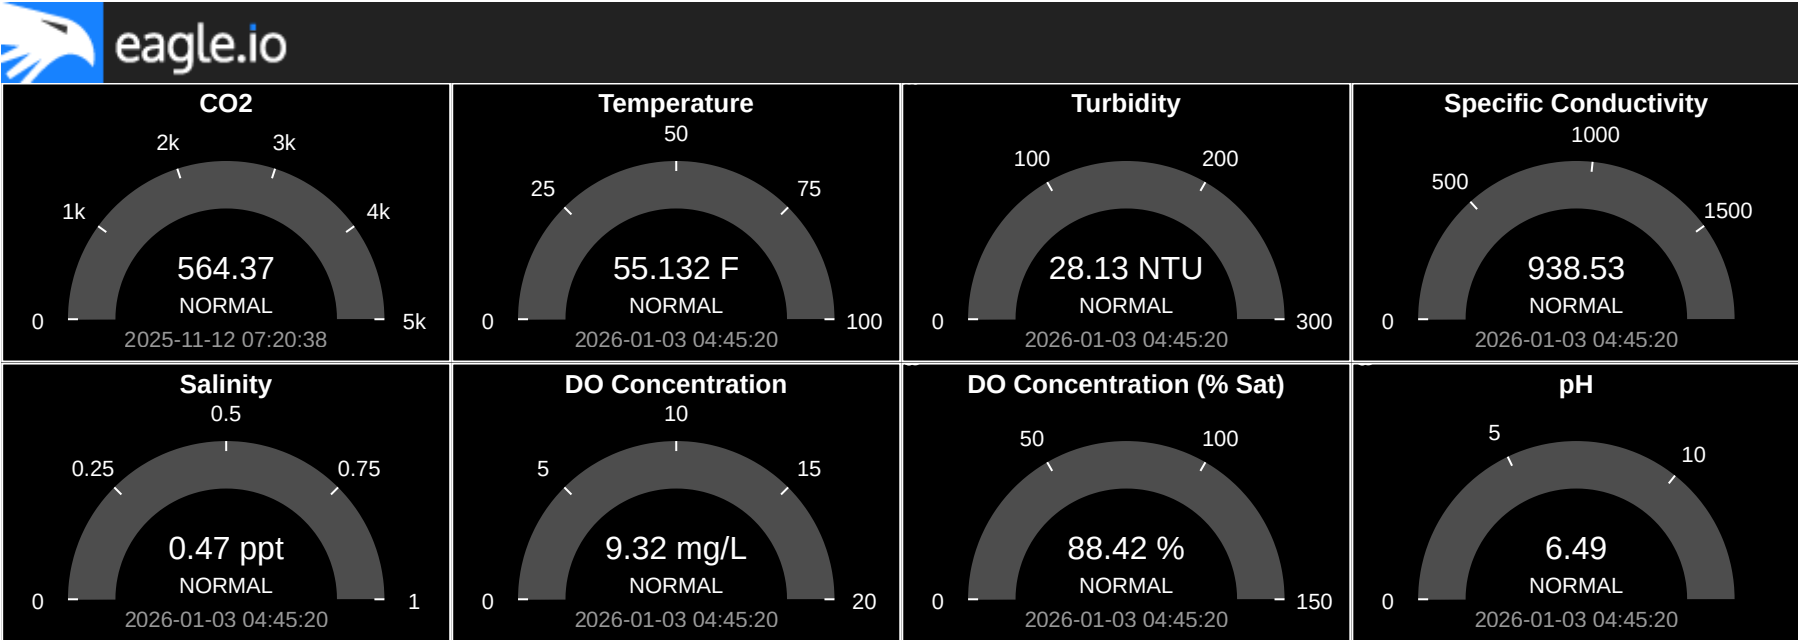 eagle.io
CO2
2k
3k
1k
4k
564.37
NORMAL
0
5k
2025-11-12 07:20:38
Temperature
50
25
75
55.132 F
NORMAL
0
100
2026-01-03 04:45:20
Turbidity
100
200
28.13 NTU
NORMAL
0
300
2026-01-03 04:45:20
Specific Conductivity
1000
500
1500
938.53
NORMAL
0
2026-01-03 04:45:20
Salinity
0.5
0.25
0.75
0.47 ppt
NORMAL
0
1
2026-01-03 04:45:20
DO Concentration
10
5
15
9.32 mg/L
NORMAL
0
20
2026-01-03 04:45:20
DO Concentration (% Sat)
50
100
88.42 %
NORMAL
0
150
2026-01-03 04:45:20
pH
5
10
6.49
NORMAL
0
2026-01-03 04:45:20